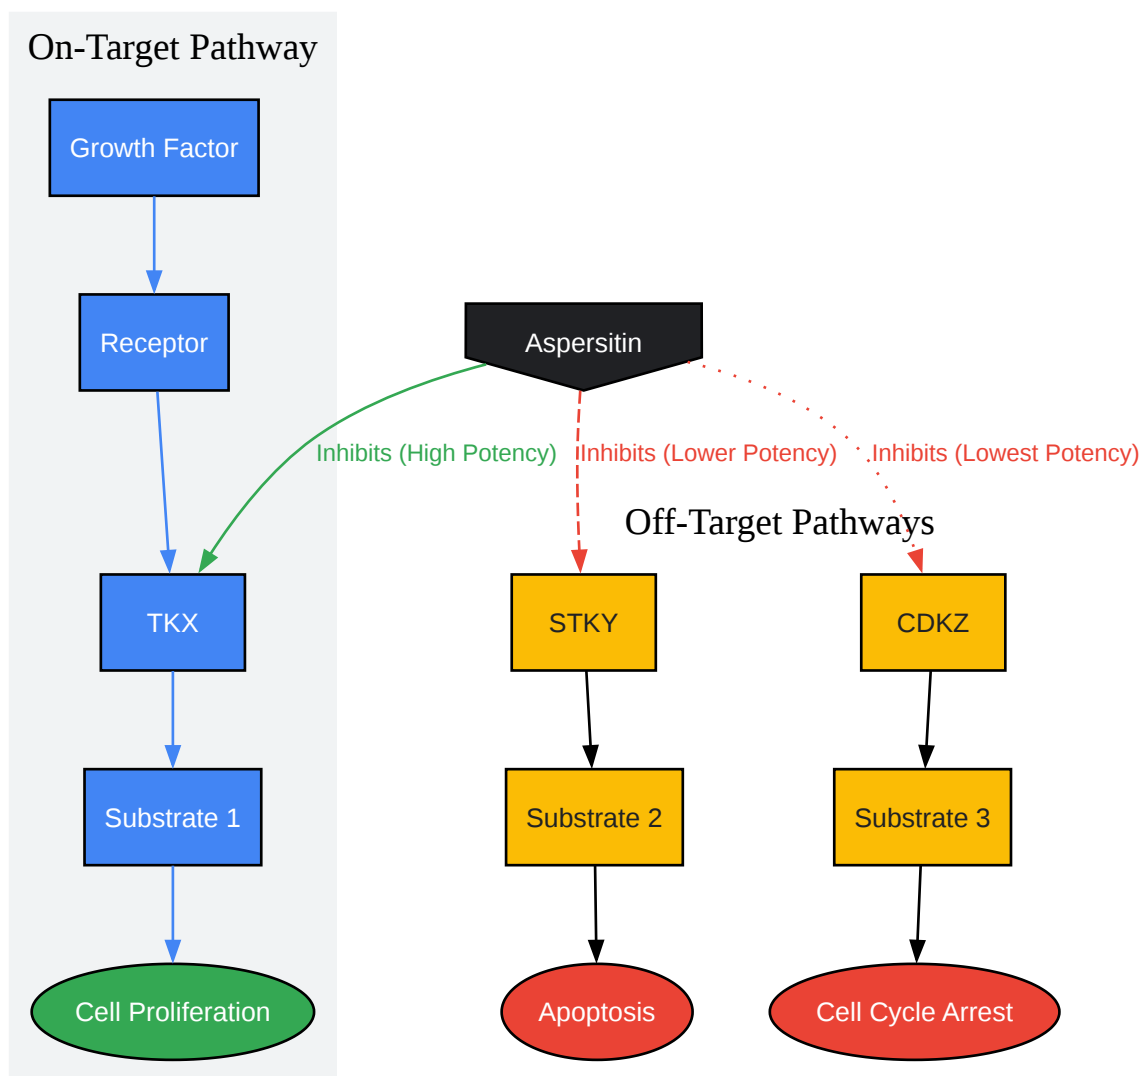 On-Target Pathway
Growth Factor
Receptor
Aspersitin
Inhibits (High Potency)
Inhibits (Lower Potency)
Inhibits (Lowest Potency)
Off-Target Pathways
TKX
STKY
CDKZ
Substrate 1
Substrate 2
Substrate 3
Cell Proliferation
Apoptosis
Cell Cycle Arrest